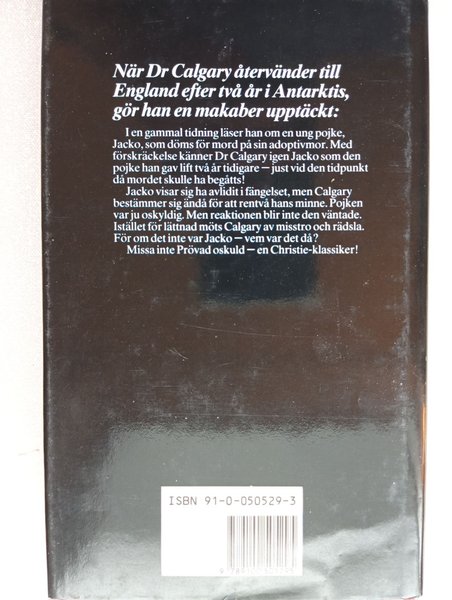 När Dr Calgary återvänder till
England efter två år i Antarktis,
gör han en makaber upptäckt:
I en gammal tidning läser han om en ung pojke,
Jacko, som döms för mord på sin adoptivmor. Med
förskräckelse känner Dr Calgary igen Jacko som den
pojke han gav lift två år tidigare – just vid den tidpunkt
då mordet skulle ha begåtts!
Jacko visar sig ha avlidit i fängelset, men Calgary
bestämmer sig ändå för att rentvå hans minne. Pojken
var ju oskyldig. Men reaktionen blir inte den väntade.
Istället för lättnad möts Calgary av misstro och rädsla.
För om det inte var Jacko – vem var det då?
Missa inte Prövad oskuld – en Christie-klassiker!
ISBN 91-0-050529-3